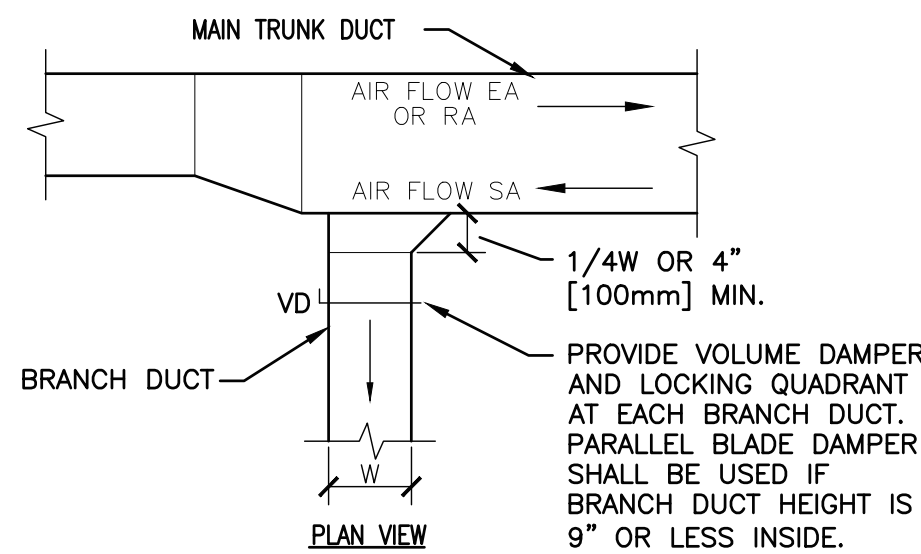 MAIN TRUNK DUCT
AIR FLOW EA
OR RA
AIR FLOW SA
1/4W OR 4”
[100mm] MIN.
VD
PROVIDE VOLUME DAMPER
AND LOCKING QUADRANT
AT EACH BRANCH DUCT.
PARALLEL BLADE DAMPER
SHALL BE USED IF
BRANCH DUCT HEIGHT IS
9” OR LESS INSIDE.
BRANCH DUCT
W
PLAN VIEW